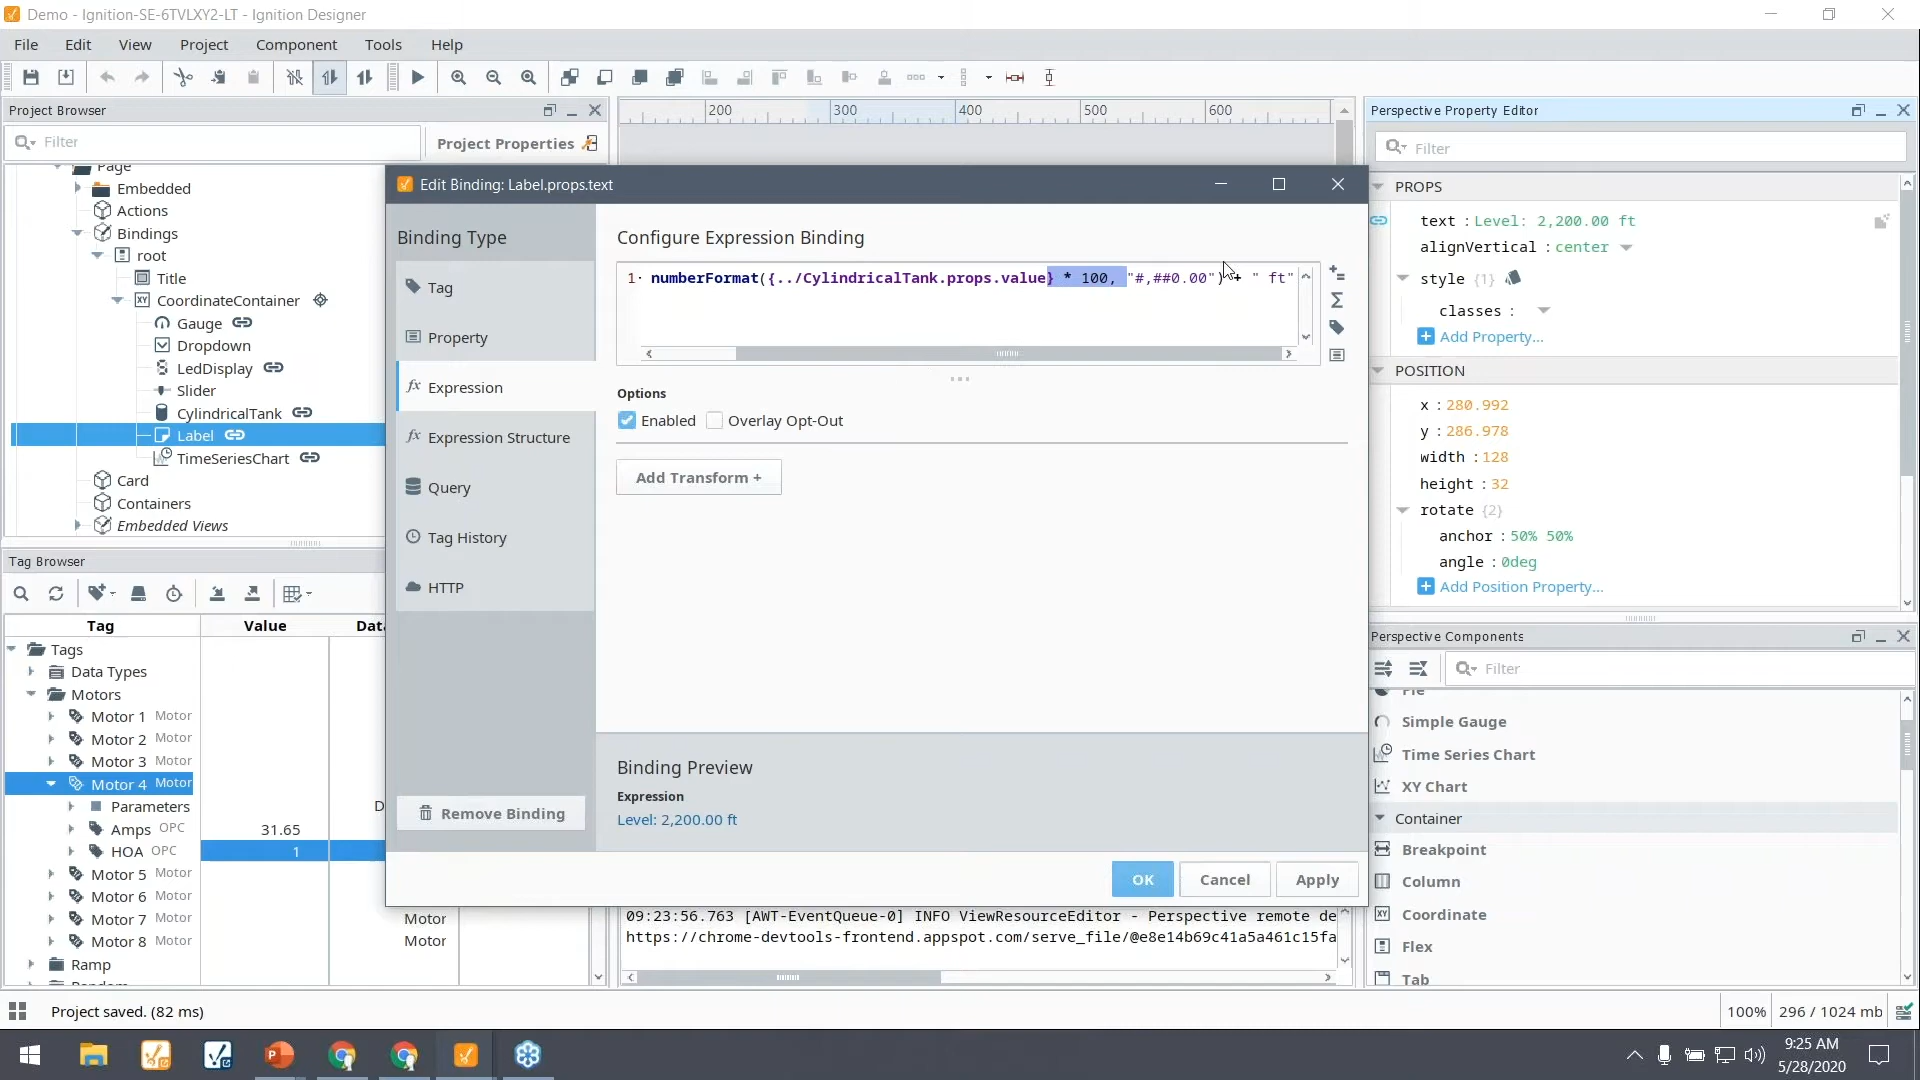 Demo - Ignition-SE-6TVLXY2-LT - Ignition Designer
File Edit View Project Component Tools Help
Project Browser
Filter
Project Properties
Page
Embedded
Actions
Bindings
root
Title
CoordinateContainer
Gauge
Dropdown
LedDisplay
Slider
CylindricalTank
Label
TimeSeriesChart
Card
Containers
Embedded Views
200 300 400 500 600
Edit Binding: Label.props.text
Binding Type
Tag
Property
fx Expression
fx Expression Structure
Query
Tag History
HTTP
Remove Binding
Configure Expression Binding
1 numberFormat({../CylindricalTank.props.value} * 100, "#,##0.00") + " ft"
Options
Enabled Overlay Opt-Out
Add Transform +
Binding Preview
Expression
Level: 2,200.00 ft
OK Cancel Apply
Perspective Property Editor
Filter
PROPS
text : Level: 2,200.00 ft
alignVertical : center
style {1}
classes :
Add Property...
POSITION
x : 280.992
y : 286.978
width : 128
height : 32
rotate {2}
anchor : 50% 50%
angle : 0deg
Add Position Property...
Perspective Components
Filter
Pie
Simple Gauge
Time Series Chart
XY Chart
Container
Breakpoint
Column
Coordinate
Flex
Tab
Tag Browser
Tag Value Data
Tags
Data Types
Motors
Motor 1 Motor
Motor 2 Motor
Motor 3 Motor
Motor 4 Motor
Parameters D
Amps OPC 31.65
HOA OPC 1
Motor 5 Motor
Motor 6 Motor
Motor 7 Motor Motor
Motor 8 Motor Motor
Ramp
Random
09:23:56.763 [AWT-EventQueue-0] INFO ViewResourceEditor - Perspective remote de
https://chrome-devtools-frontend.appspot.com/serve_file/@e8e14b69c41a5a461c15fa
Project saved. (82 ms)
100% 296 / 1024 mb
9:25 AM
5/28/2020